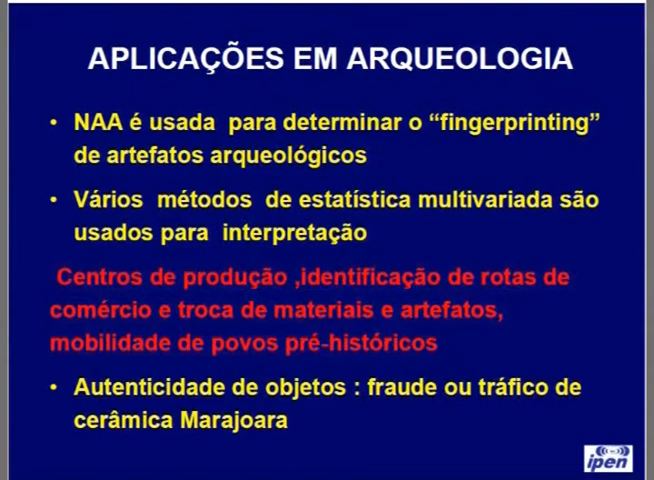 APLICAÇÕES EM ARQUEOLOGIA
• NAA é usada para determinar o “fingerprinting”
de artefatos arqueológicos
• Vários métodos de estatística multivariada são
usados para interpretação
Centros de produção ,identificação de rotas de
comércio e troca de materiais e artefatos,
mobilidade de povos pré-históricos
• Autenticidade de objetos : fraude ou tráfico de
cerâmica Marajoara
ipen